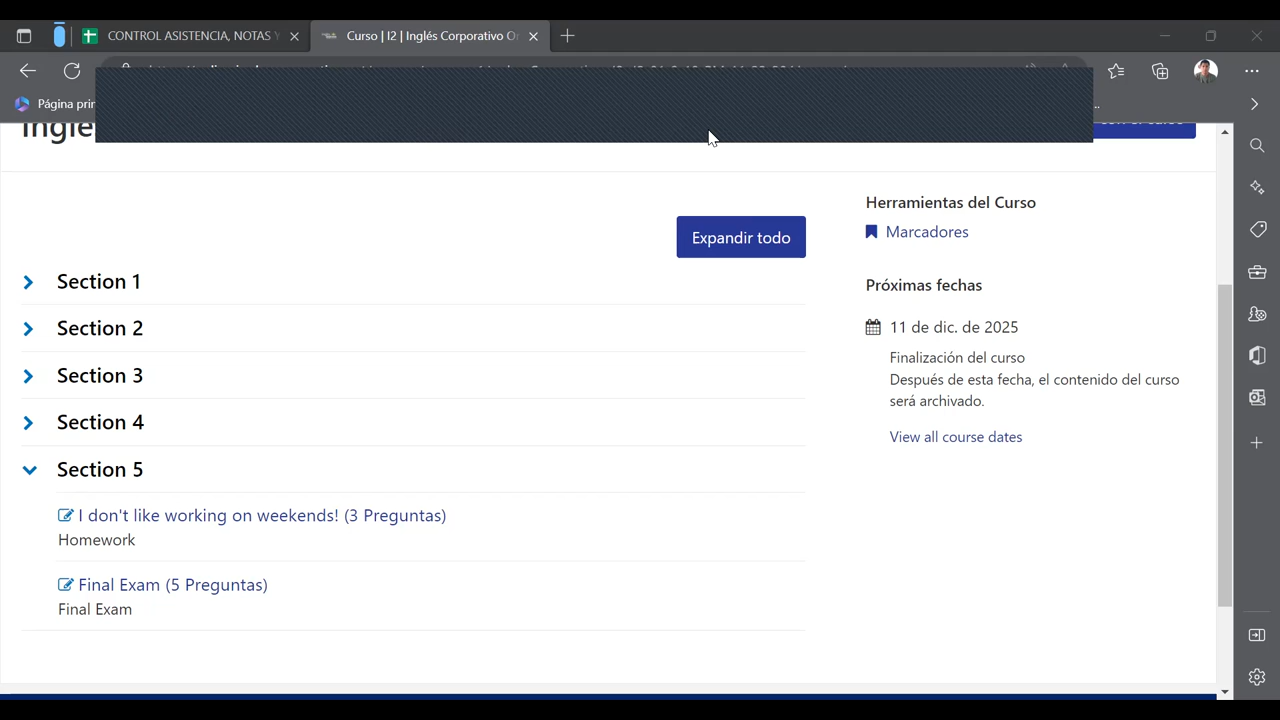 CONTROL ASISTENCIA, NOTAS Y
Curso | I2 | Inglés Corporativo On
Página prin
Inglé
Expandir todo
Section 1
Section 2
Section 3
Section 4
Section 5
I don't like working on weekends! (3 Preguntas)
Homework
Final Exam (5 Preguntas)
Final Exam
Herramientas del Curso
Marcadores
Próximas fechas
11 de dic. de 2025
Finalización del curso
Después de esta fecha, el contenido del curso
será archivado.
View all course dates